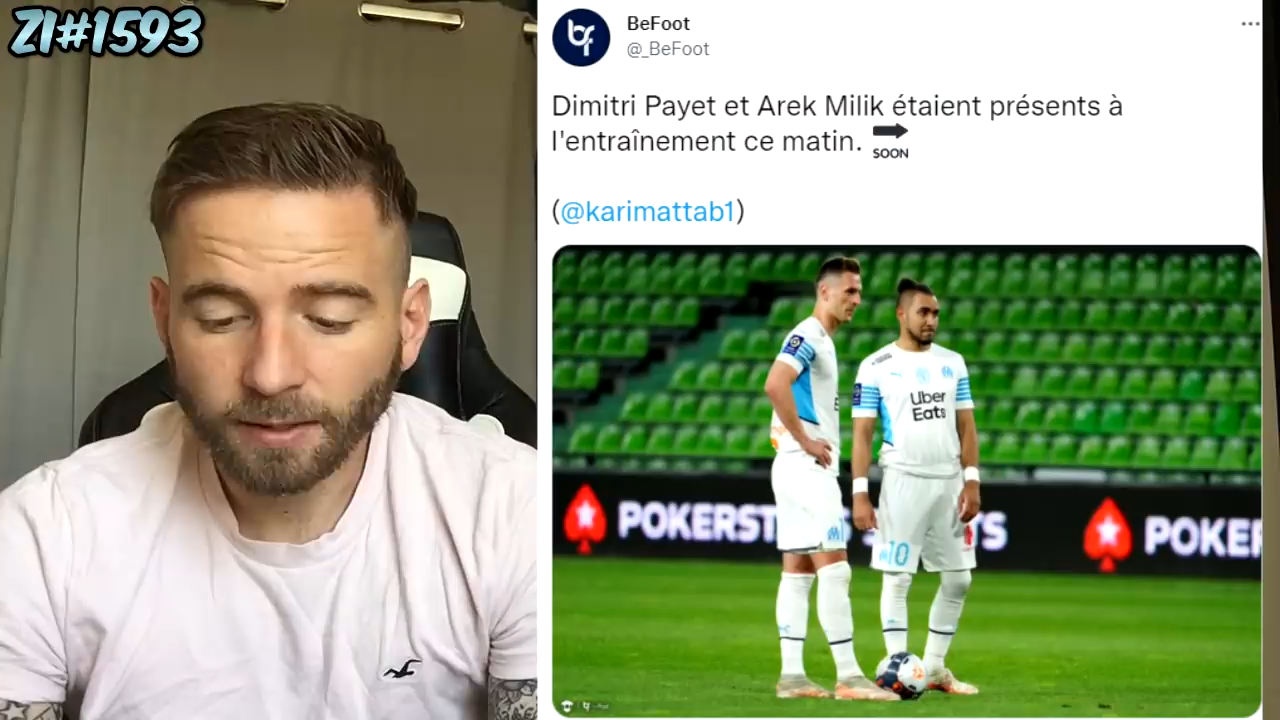 ZI#1593
BeFoot
@_BeFoot
Dimitri Payet et Arek Milik étaient présents à
l'entraînement ce matin.
SOON
(@karimattab1)
Uber
Eats
10
POKERST
TS
POKER